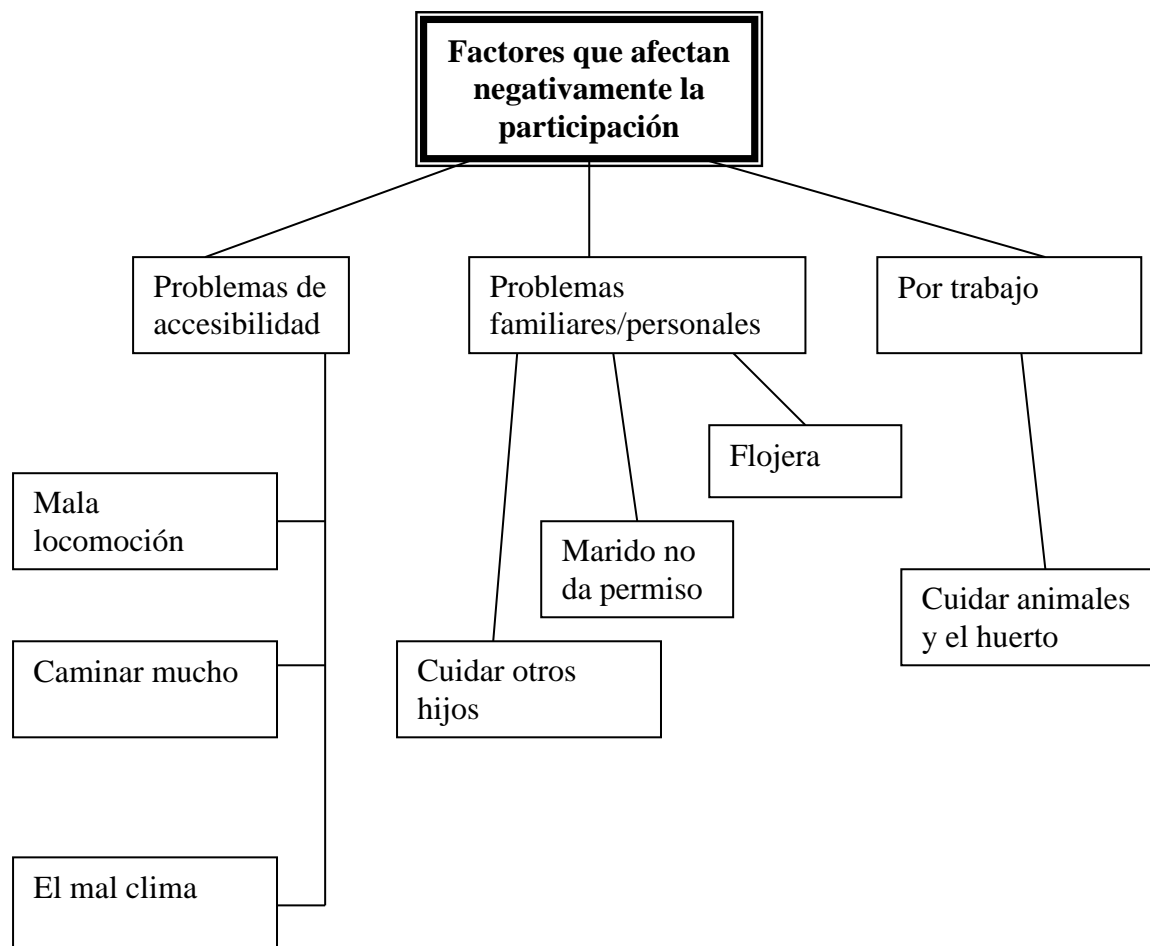 Factores que afectan
negativamente la
participación
Problemas de
accesibilidad
Problemas
familiares/personales
Por trabajo
Flojera
Mala
locomoción
Marido no
da permiso
Cuidar animales
y el huerto
Caminar mucho
Cuidar otros
hijos
El mal clima